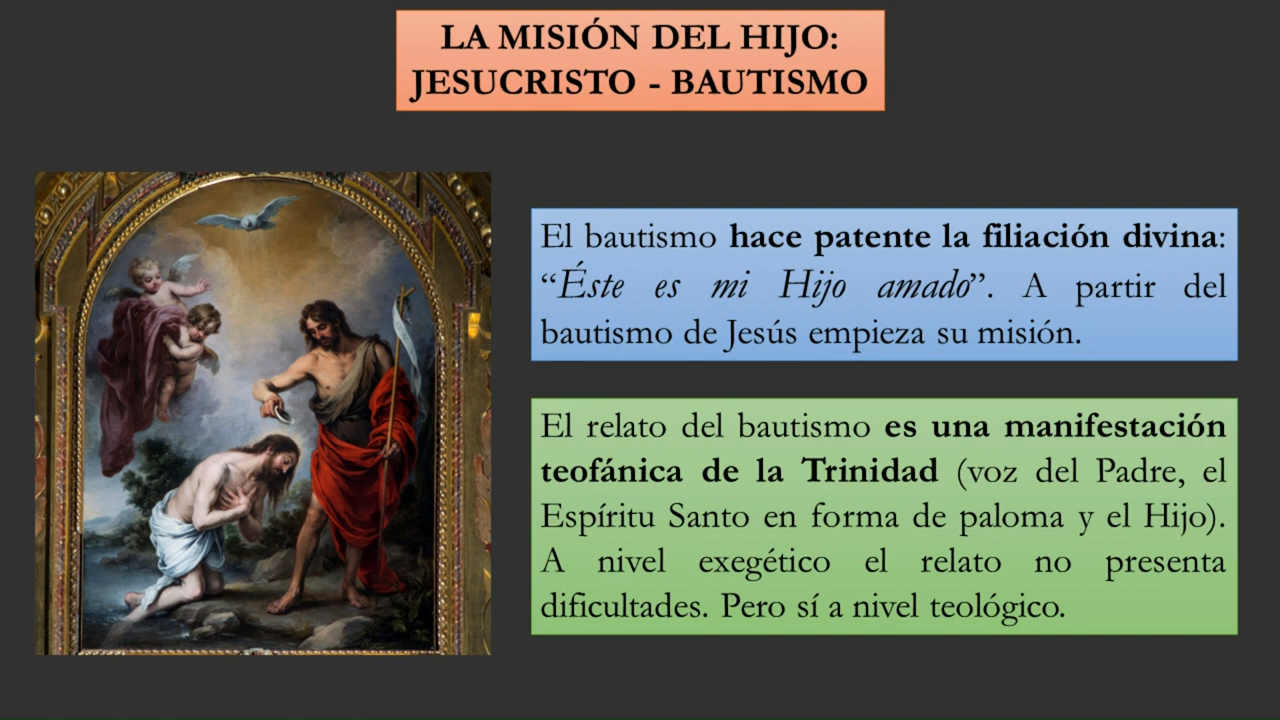 LA MISIÓN DEL HIJO:
JESUCRISTO - BAUTISMO
El bautismo hace patente la filiación divina:
“Éste es mi Hijo amado”. A partir del
bautismo de Jesús empieza su misión.
El relato del bautismo es una manifestación
teofánica de la Trinidad (voz del Padre, el
Espíritu Santo en forma de paloma y el Hijo).
A nivel exegético el relato no presenta
dificultades. Pero sí a nivel teológico.